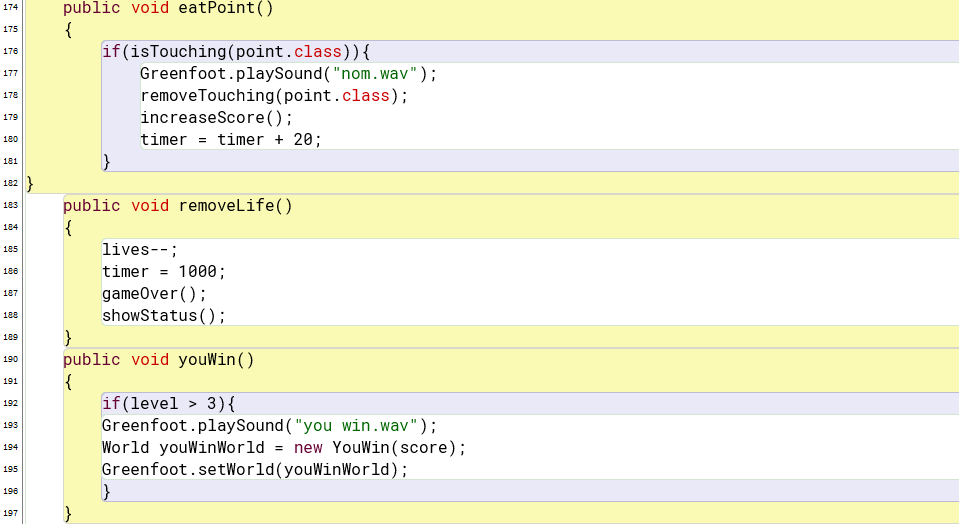 174 public void eatPoint()
175 {
176 if(isTouching(point.class)){
177 Greenfoot.playSound("nom.wav");
178 removeTouching(point.class);
179 increaseScore();
180 timer = timer + 20;
181 }
182 }
183 public void removeLife()
184 {
185 lives--;
186 timer = 1000;
187 gameOver();
188 showStatus();
189 }
190 public void youWin()
191 {
192 if(level > 3){
193 Greenfoot.playSound("you win.wav");
194 World youWinWorld = new YouWin(score);
195 Greenfoot.setWorld(youWinWorld);
196 }
197 }